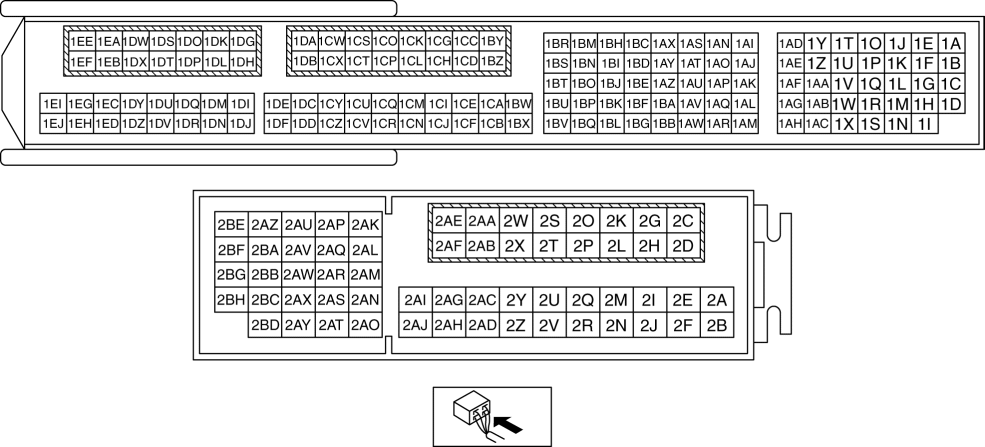 1EE 1EA 1DW 1DS 1DO 1DK 1DG
1EF 1EB 1DX 1DT 1DP 1DL 1DH
1DA 1CW 1CS 1CO 1CK 1CG 1CC 1BY
1DB 1CX 1CT 1CP 1CL 1CH 1CD 1BZ
1EI 1EG 1EC 1DY 1DU 1DQ 1DM 1DI
1EJ 1EH 1ED 1DZ 1DV 1DR 1DN 1DJ
1DE 1DC 1CY 1CU 1CQ 1CM 1CI 1CE 1CA 1BW
1DF 1DD 1CZ 1CV 1CR 1CN 1CJ 1CF 1CB 1BX
1BR 1BM 1BH 1BC 1AX 1AS 1AN 1AI
1BS 1BN 1BI 1BD 1AY 1AT 1AO 1AJ
1BT 1BO 1BJ 1BE 1AZ 1AU 1AP 1AK
1BU 1BP 1BK 1BF 1BA 1AV 1AQ 1AL
1BV 1BQ 1BL 1BG 1BB 1AW 1AR 1AM
1AD 1Y 1T 1O 1J 1E 1A
1AE 1Z 1U 1P 1K 1F 1B
1AF 1AA 1V 1Q 1L 1G 1C
1AG 1AB 1W 1R 1M 1H 1D
1AH 1AC 1X 1S 1N 1I
2BE 2AZ 2AU 2AP 2AK
2BF 2BA 2AV 2AQ 2AL
2BG 2BB 2AW 2AR 2AM
2BH 2BC 2AX 2AS 2AN
2BD 2AY 2AT 2AO
2AE 2AA 2W 2S 2O 2K 2G 2C
2AF 2AB 2X 2T 2P 2L 2H 2D
2AI 2AG 2AC 2Y 2U 2Q 2M 2I 2E 2A
2AJ 2AH 2AD 2Z 2V 2R 2N 2J 2F 2B